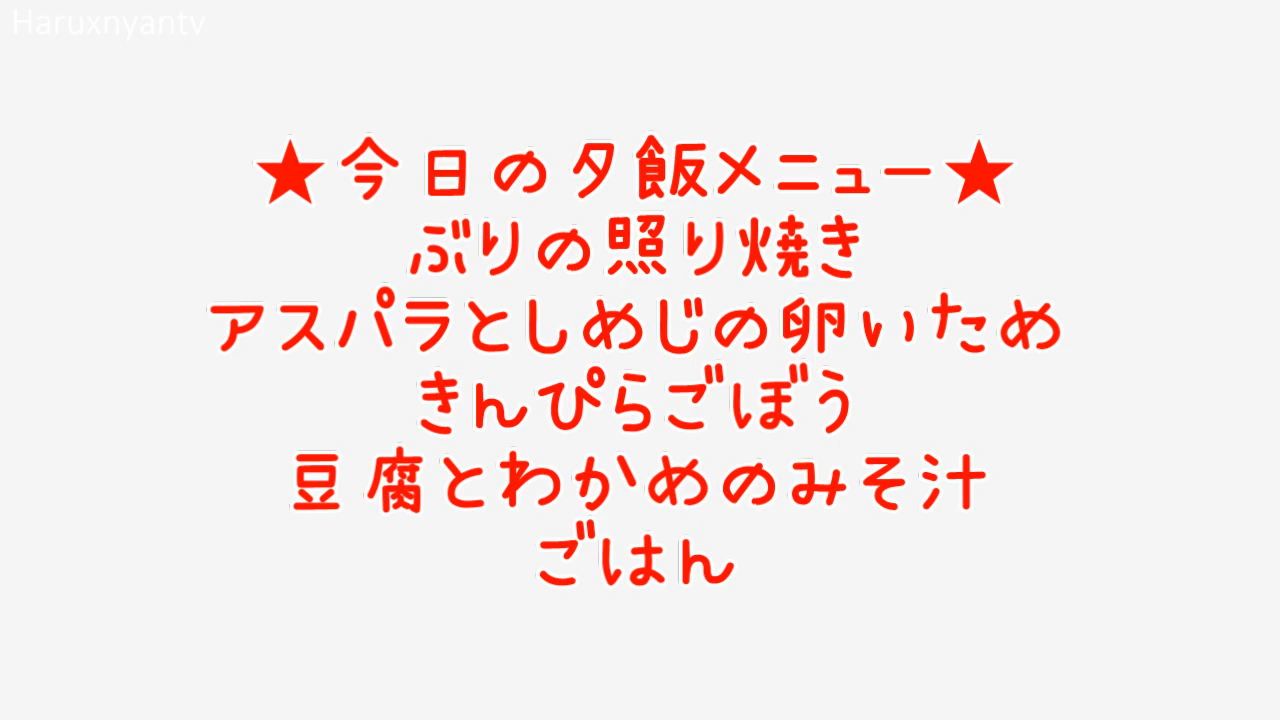 Haruxnyantv
★今日の夕飯メニュー★
ぶりの照り焼き
アスパラとしめじの卵いため
きんぴらごぼう
豆腐とわかめのみそ汁
ごはん